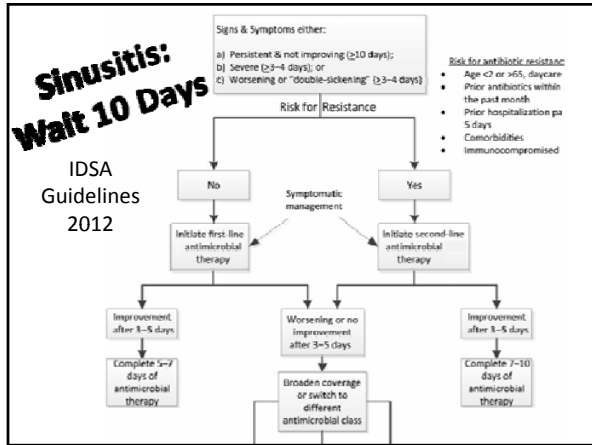 Sinusitis:
Wait 10 Days
IDSA
Guidelines
2012
Signs & Symptoms either:
a) Persistent & not improving (≥10 days);
b) Severe (≥3–4 days); or
c) Worsening or "double-sickening" (≥3–4 days)
Risk for antibiotic resistance
• Age <2 or >65, daycare
• Prior antibiotics within
the past month
• Prior hospitalization pa
5 days
• Comorbidities
• Immunocompromised
Risk for Resistance
No
Yes
Symptomatic
management
Initiate first-line
antimicrobial
therapy
Initiate second-line
antimicrobial
therapy
Improvement
after 3–5 days
Worsening or no
improvement
after 3–5 days
Improvement
after 3–5 days
Complete 5–7
days of
antimicrobial
therapy
Complete 7–10
days of
antimicrobial
therapy
Broaden coverage
or switch to
different
antimicrobial class